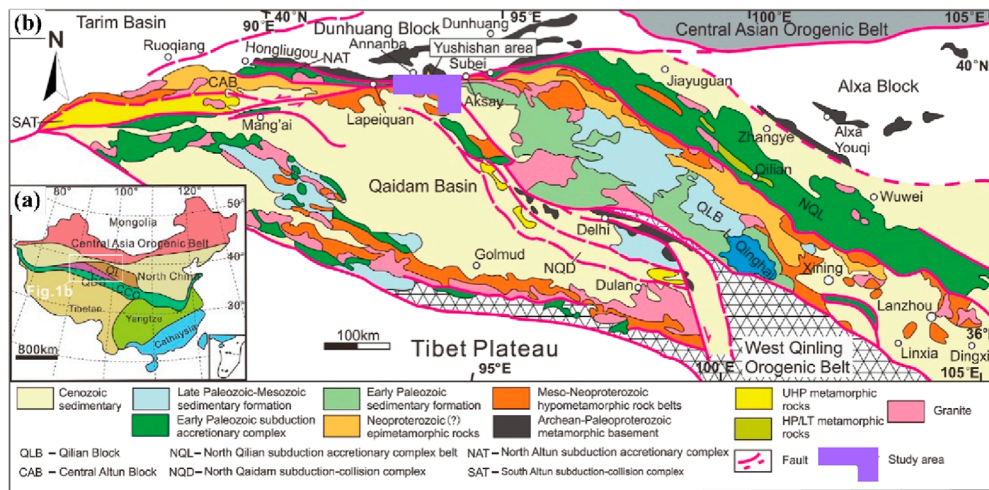 (b)
Tarim Basin
90°E
40°N
Dunhuang Block
Dunhuang
95°E
100°E
105°E
Central Asian Orogenic Belt
N
Ruoqiang
Hongliugou
NAT
Annanba
Yushishan area
Subei
Jiayuguan
40°N
Alxa Block
CAB
Aksay
SAT
Mang'ai
Lapeiquan
Zhangye
Alxa
Youqi
Qilian
Qaidam Basin
Wuwei
NQL
QLB
(a)
80°
100°
120°
50°
Mongolia
Central Asia Orogenic Belt
40°
North China
Fig.1b
30°
Tibetan
Yangtze
Cathaysia
800km
Delhi
Qinghai
Golmud
NQD
Xining
Dulan
Lanzhou
36°
100km
Tibet Plateau
West Qinling
Orogenic Belt
Linxia
Dingxi
95°E
100°E
105°E
Cenozoic
sedimentary
Late Paleozoic-Mesozoic
sedimentary formation
Early Paleozoic
sedimentary formation
Meso-Neoproterozoic
hypometamorphic rock belts
UHP metamorphic
rocks
Granite
Early Paleozoic subduction
accretionary complex
Neoproterozoic(?)
epimetamorphic rocks
Archean-Paleoproterozoic
metamorphic basement
HP/LT metamorphic
rocks
QLB – Qilian Block
NQL – North Qilian subduction accretionary complex belt
NAT – North Altun subduction accretionary complex
Fault
Study area
CAB – Central Altun Block
NQD – North Qaidam subduction-collision complex
SAT – South Altun subduction-collision complex